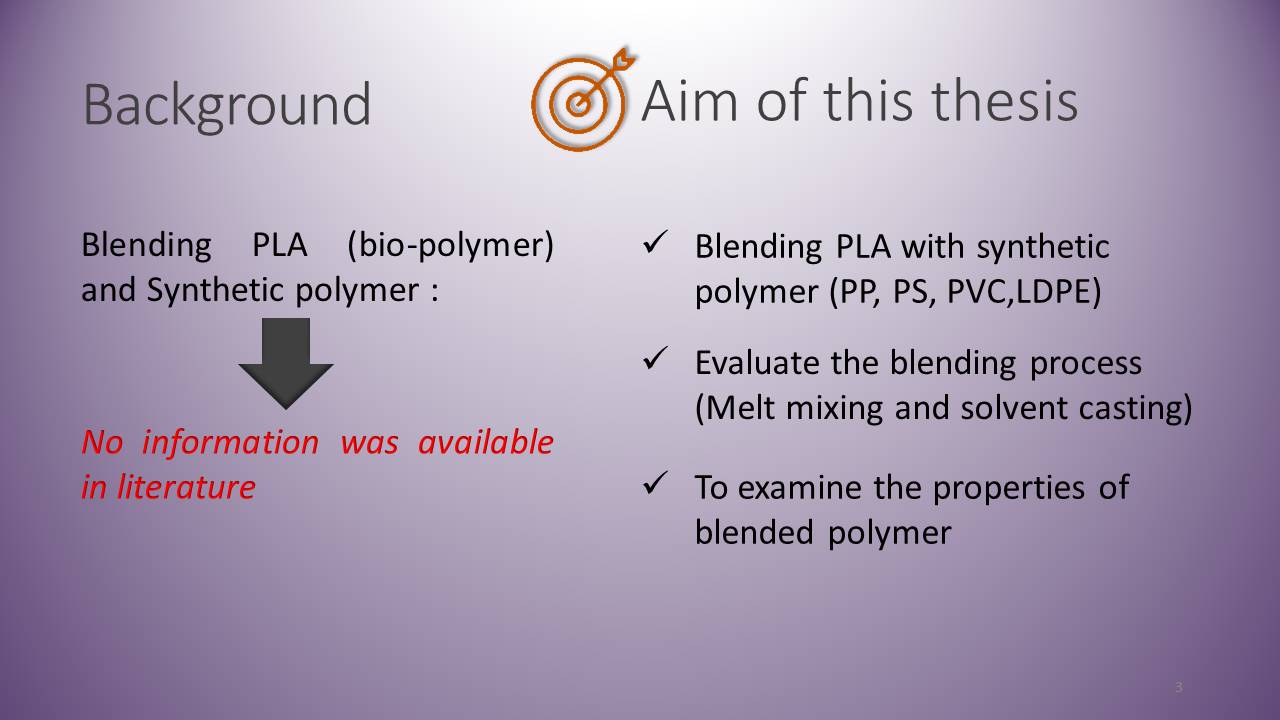 Background
Blending PLA (bio-polymer)
and Synthetic polymer :
No information was available
in literature
Aim of this thesis
✓ Blending PLA with synthetic
polymer (PP, PS, PVC,LDPE)
✓ Evaluate the blending process
(Melt mixing and solvent casting)
✓ To examine the properties of
blended polymer
3